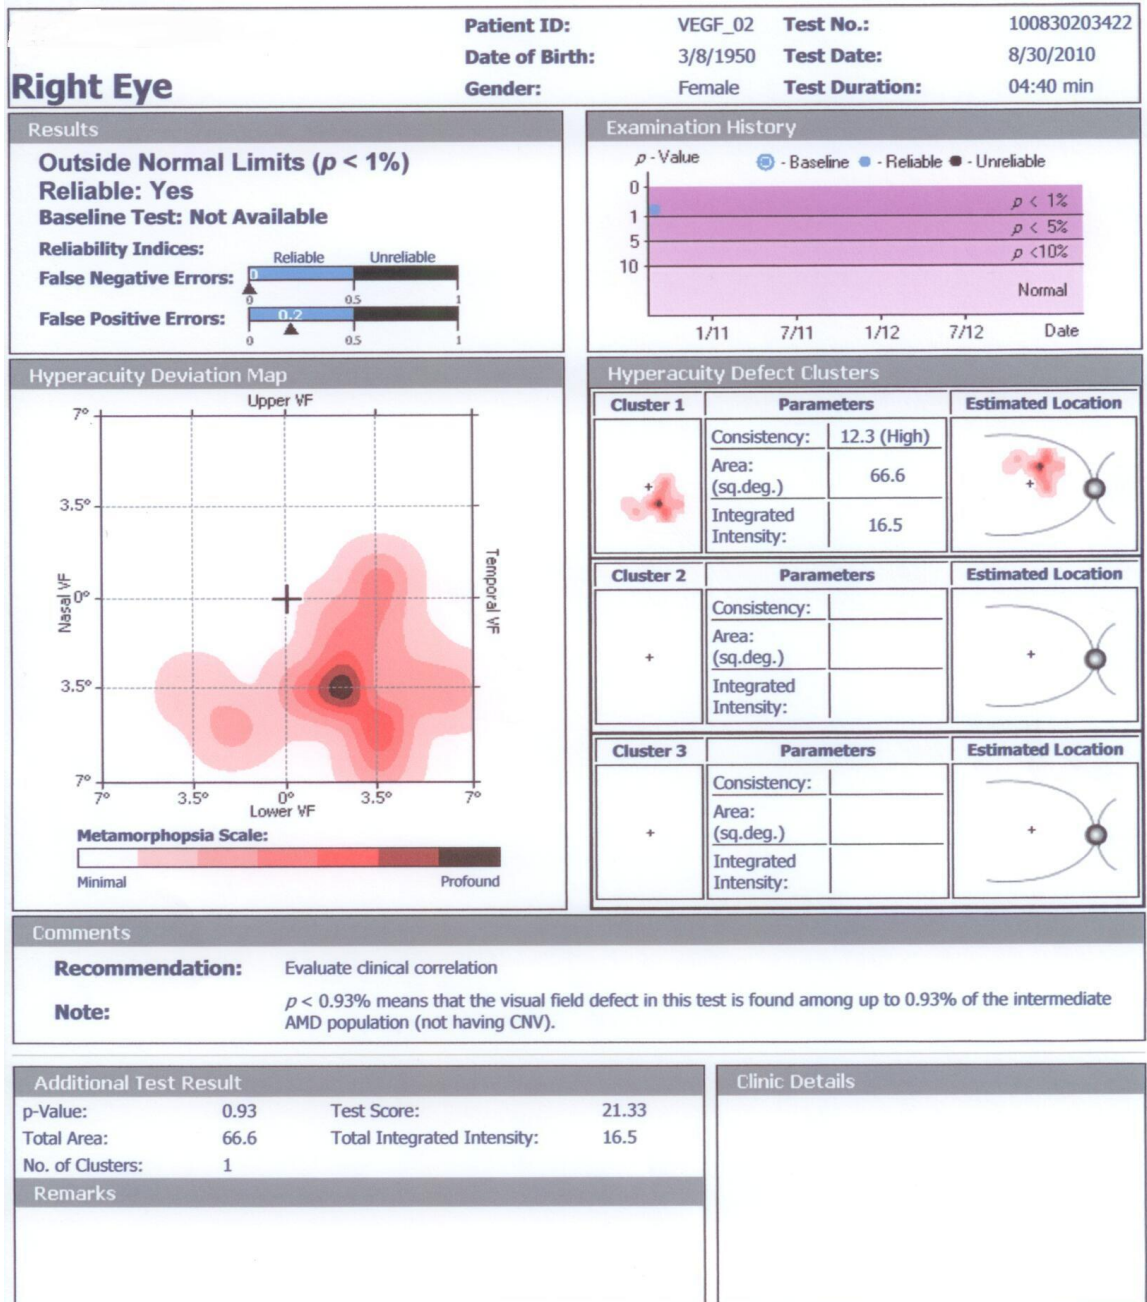 Patient ID: VEGF_02 Test No.: 100830203422
Date of Birth: 3/8/1950 Test Date: 8/30/2010
Right Eye
Gender: Female Test Duration: 04:40 min
Results
Outside Normal Limits (p < 1%)
Reliable: Yes
Baseline Test: Not Available
Reliability Indices:
Reliable Unreliable
False Negative Errors: 0
0 0.5 1
False Positive Errors: 0.2
0 0.5 1
Examination History
p - Value - Baseline - Reliable - Unreliable
0
p < 1%
1
p < 5%
5
p <10%
10
Normal
1/11 7/11 1/12 7/12 Date
Hyperacuity Deviation Map
Upper VF
7°
3.5°
Nasal VF
0°
Temporal VF
3.5°
7°
7° 3.5° 0° 3.5° 7°
Lower VF
Metamorphopsia Scale:
Minimal Profound
Hyperacuity Defect Clusters
Cluster 1 Parameters Estimated Location
Consistency: 12.3 (High)
Area:
(sq.deg.) 66.6
Integrated
Intensity: 16.5
Cluster 2 Parameters Estimated Location
Consistency:
Area:
(sq.deg.)
Integrated
Intensity:
Cluster 3 Parameters Estimated Location
Consistency:
Area:
(sq.deg.)
Integrated
Intensity:
Comments
Recommendation: Evaluate clinical correlation
Note: p < 0.93% means that the visual field defect in this test is found among up to 0.93% of the intermediate
AMD population (not having CNV).
Additional Test Result
p-Value: 0.93 Test Score: 21.33
Total Area: 66.6 Total Integrated Intensity: 16.5
No. of Clusters: 1
Remarks
Clinic Details